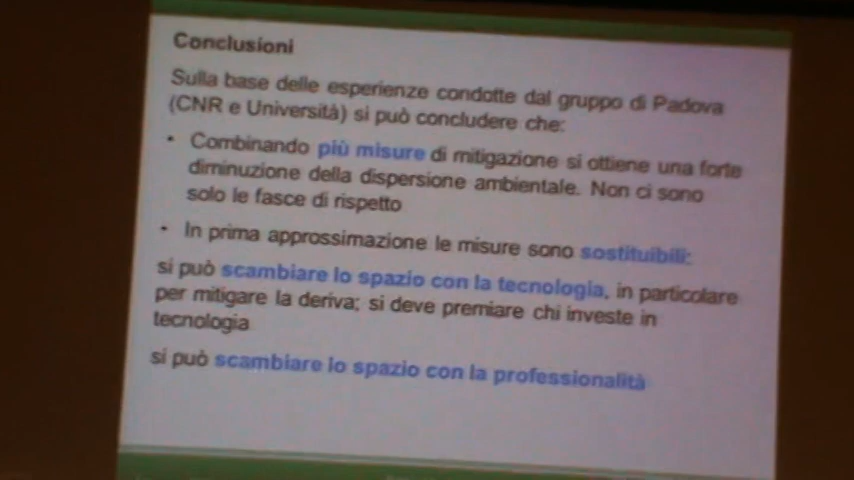 Conclusioni
Sulla base delle esperienze condotte dal gruppo di Padova
(CNR e Università) si può concludere che:
• Combinando più misure di mitigazione si ottiene una forte
diminuzione della dispersione ambientale. Non ci sono
solo le fasce di rispetto
• In prima approssimazione le misure sono sostituibili:
si può scambiare lo spazio con la tecnologia, in particolare
per mitigare la deriva; si deve premiare chi investe in
tecnologia
si può scambiare lo spazio con la professionalità